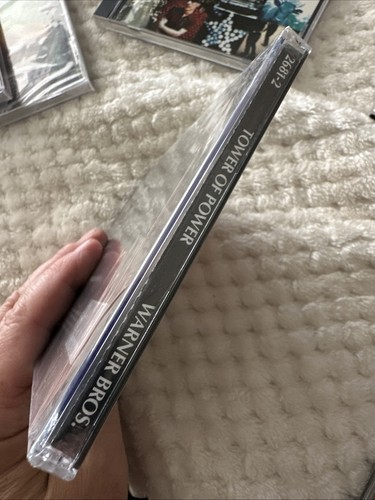 2681-2
TOWER OF POWER
WARNER BROS.